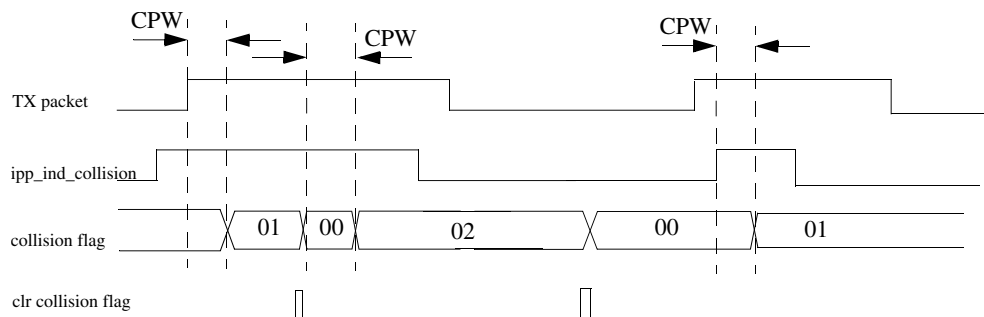 CPW
CPW
CPW
TX packet
ipp_ind_collision
collision flag
01
00
02
00
01
clr collision flag